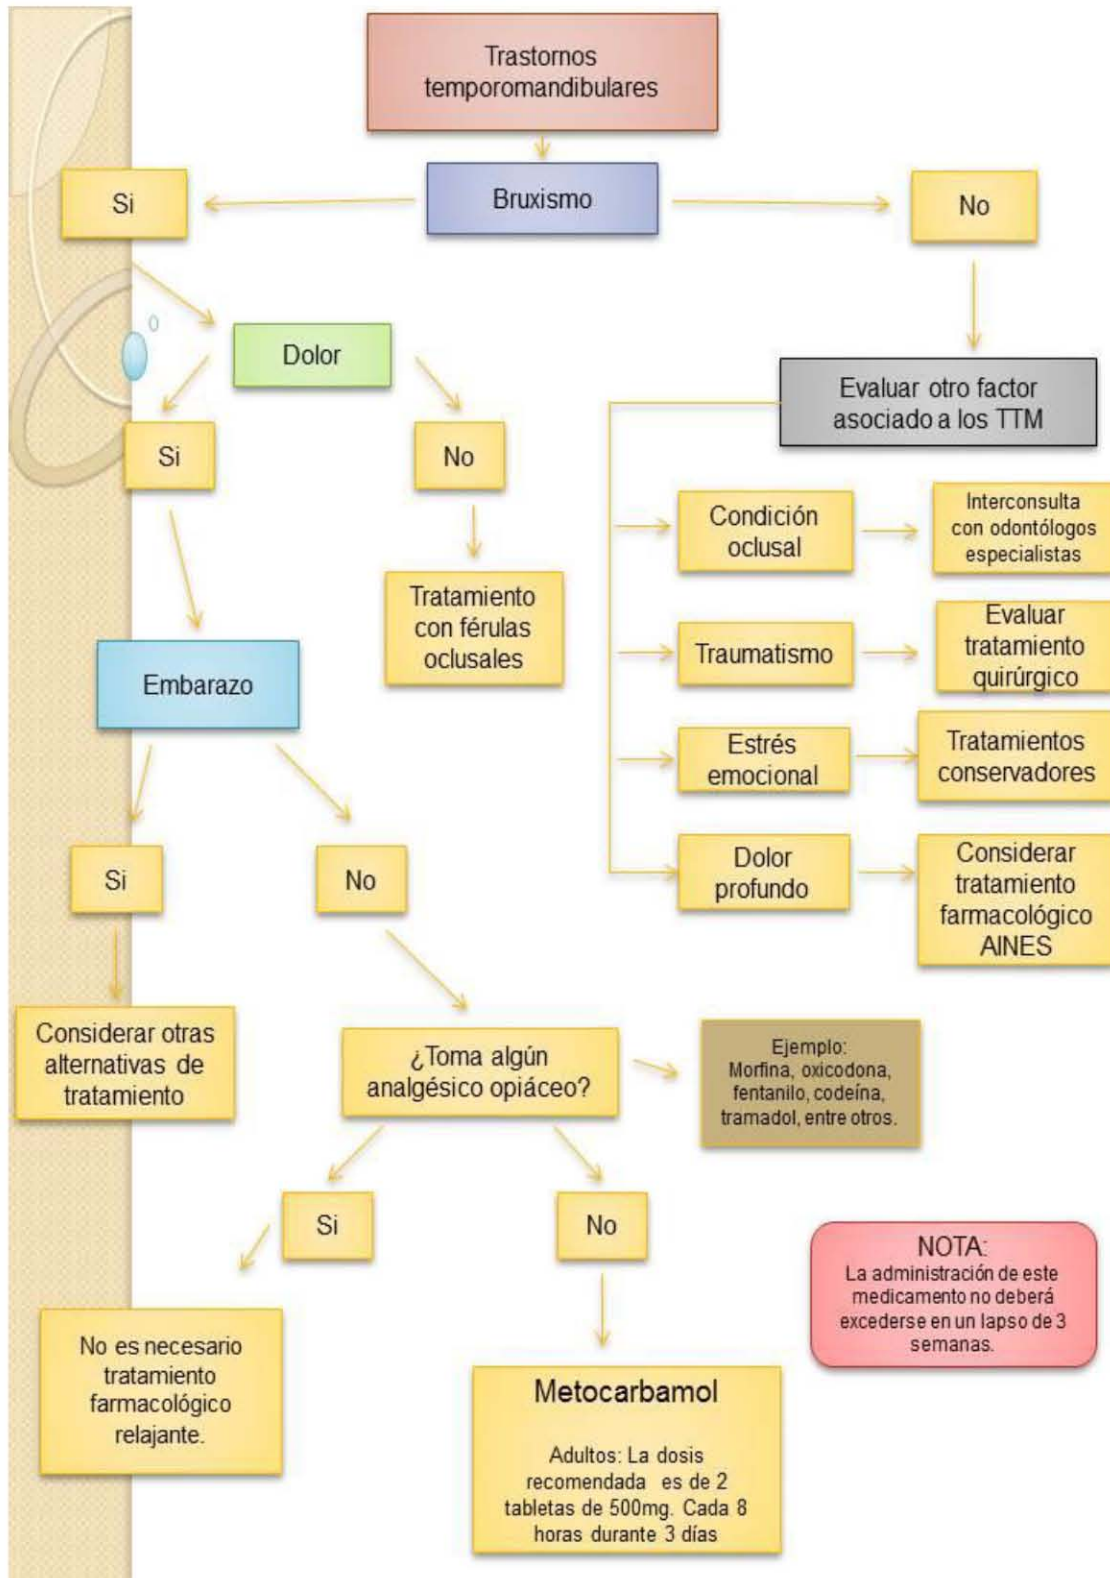 Trastornos
temporomandibulares
Si
Bruxismo
No
Dolor
Evaluar otro factor
asociado a los TTM
Si
No
Condición
oclusal
Interconsulta
con odontólogos
especialistas
Tratamiento
con férulas
oclusales
Traumatismo
Evaluar
tratamiento
quirúrgico
Embarazo
Estrés
emocional
Tratamientos
conservadores
Si
No
Dolor
profundo
Considerar
tratamiento
farmacológico
AINES
Considerar otras
alternativas de
tratamiento
¿Toma algún
analgésico opiáceo?
Ejemplo:
Morfina, oxicodona,
fentanilo, codeína,
tramadol, entre otros.
Si
No
NOTA:
La administración de este
medicamento no deberá
excederse en un lapso de 3
semanas.
No es necesario
tratamiento
farmacológico
relajante.
Metocarbamol
Adultos: La dosis
recomendada es de 2
tabletas de 500mg. Cada 8
horas durante 3 días